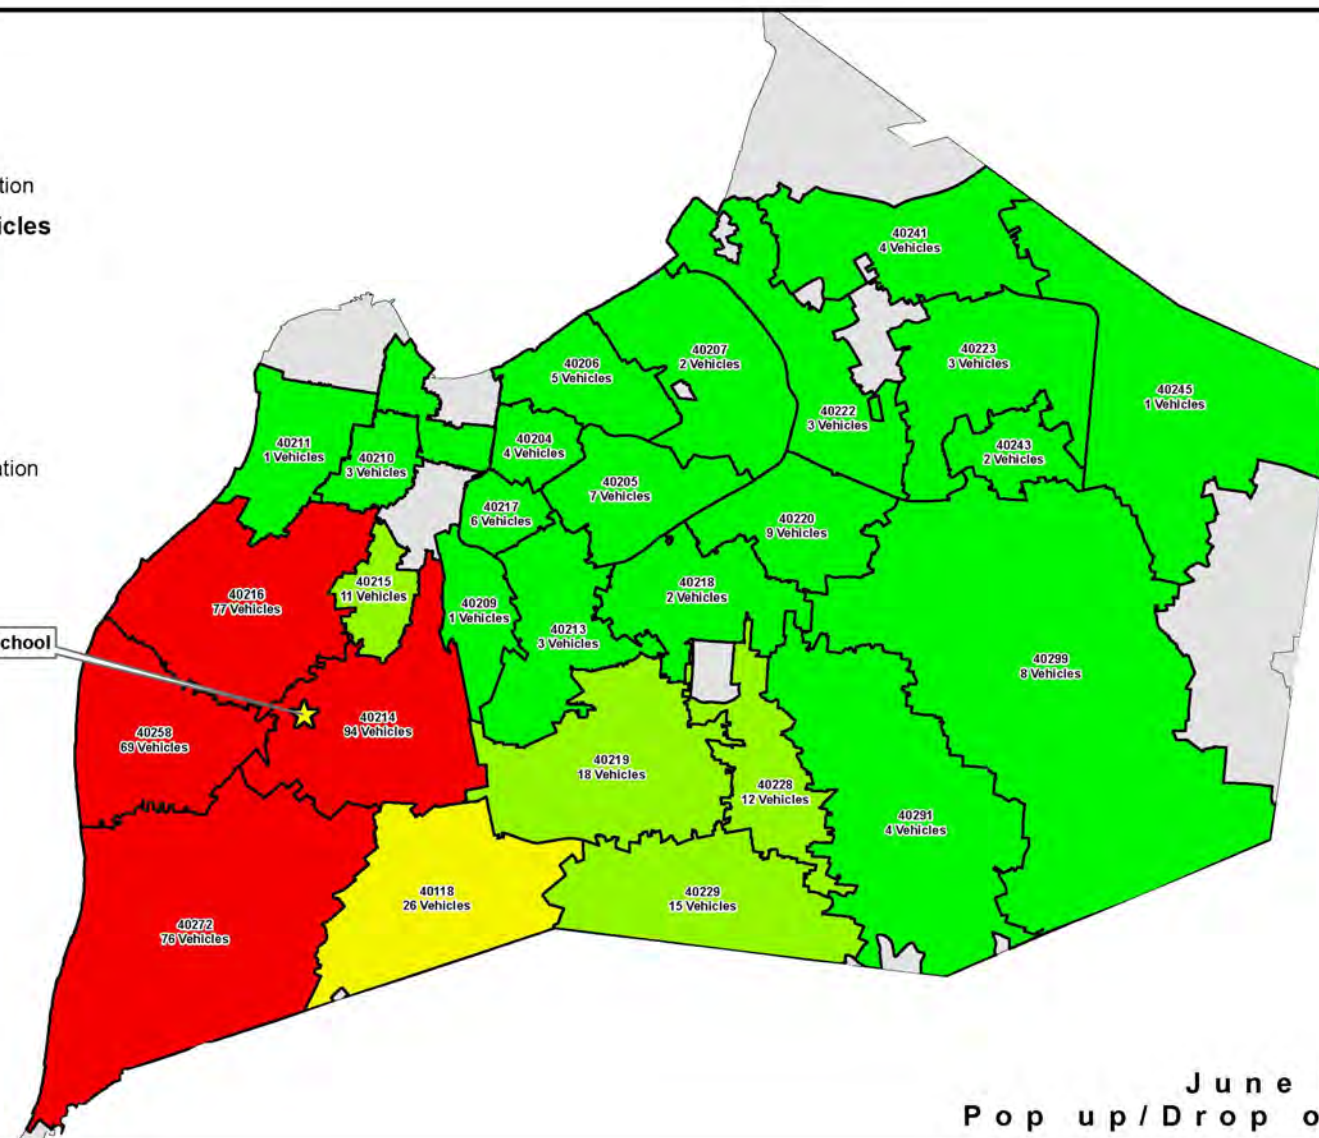 tion
icles
ation
chool
40241
4 Vehicles
40207
2 Vehicles
40206
5 Vehicles
40223
3 Vehicles
40245
1 Vehicles
40222
3 Vehicles
40211
1 Vehicles
40210
3 Vehicles
40204
4 Vehicles
40243
2 Vehicles
40205
7 Vehicles
40217
6 Vehicles
40220
9 Vehicles
40216
77 Vehicles
40215
11 Vehicles
40218
2 Vehicles
40209
1 Vehicles
40213
3 Vehicles
40299
8 Vehicles
40258
69 Vehicles
40214
94 Vehicles
40219
18 Vehicles
40228
12 Vehicles
40291
4 Vehicles
40118
26 Vehicles
40229
15 Vehicles
40272
76 Vehicles
June
Pop up/Drop o